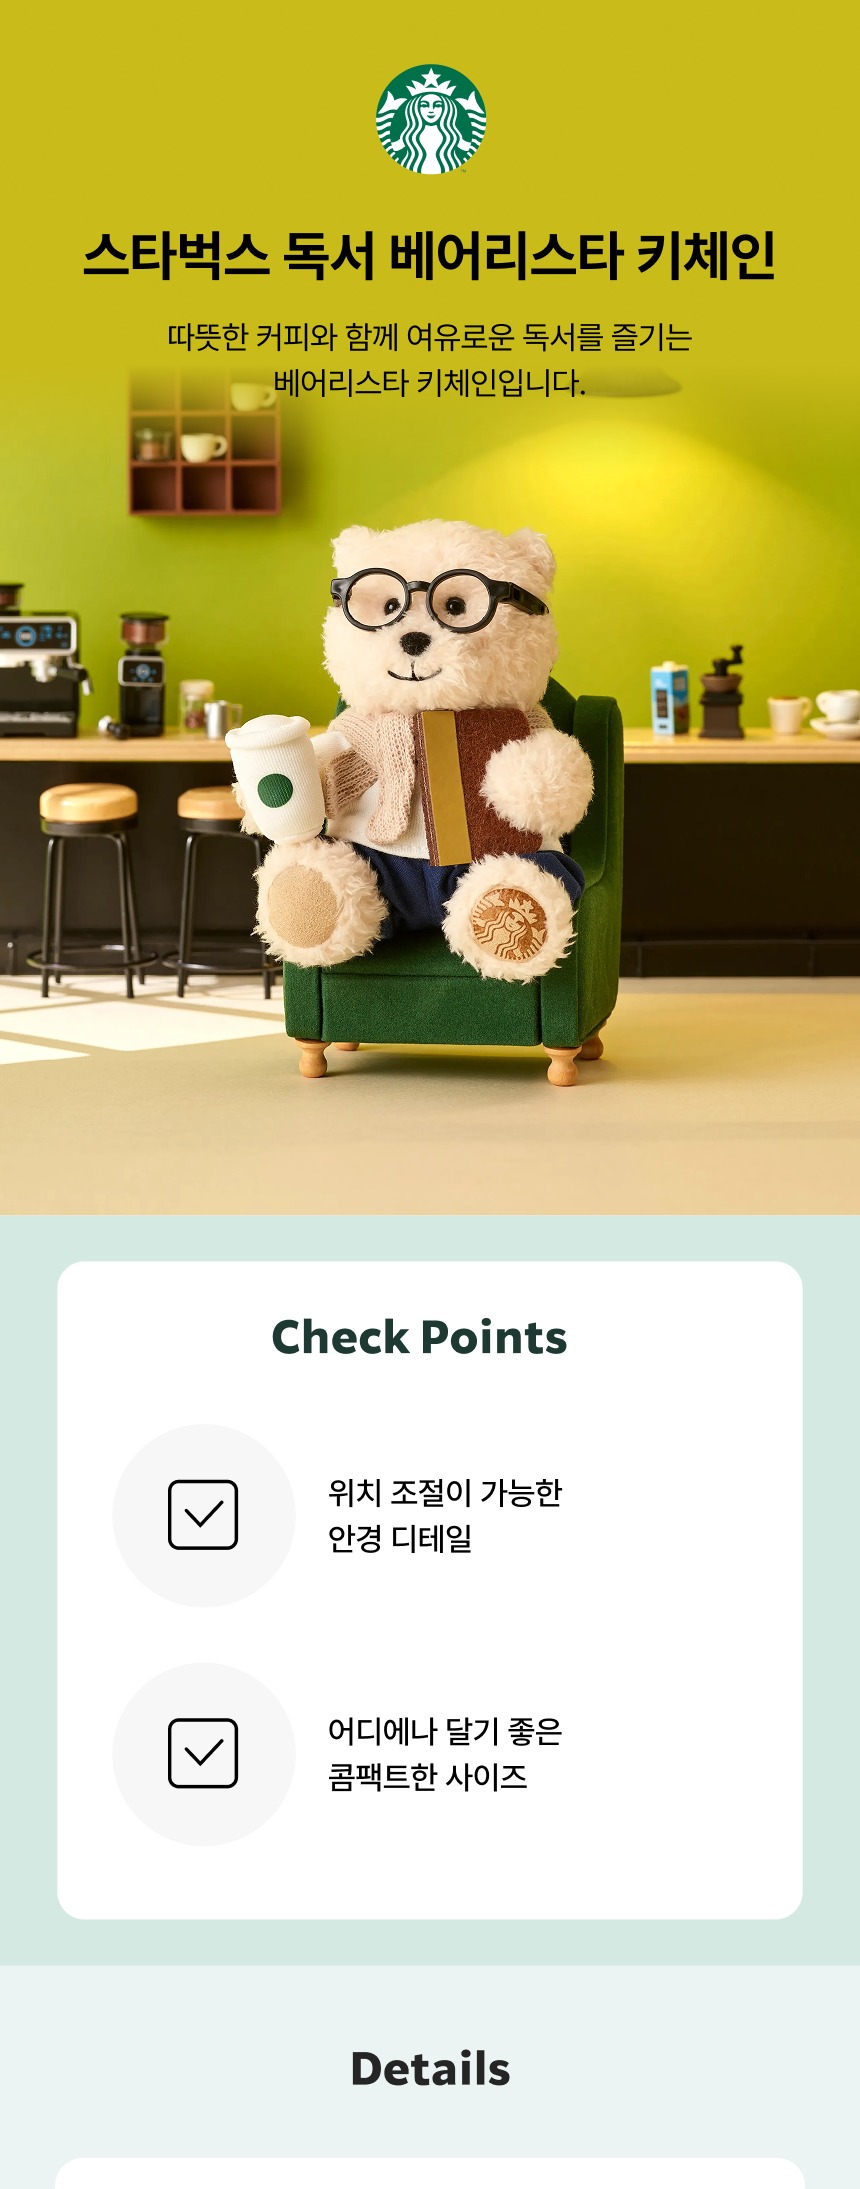 스타벅스 독서 베어리스타 키체인
따뜻한 커피와 함께 여유로운 독서를 즐기는
베어리스타 키체인입니다.
Check Points
위치 조절이 가능한
안경 디테일
어디에나 달기 좋은
콤팩트한 사이즈
Details